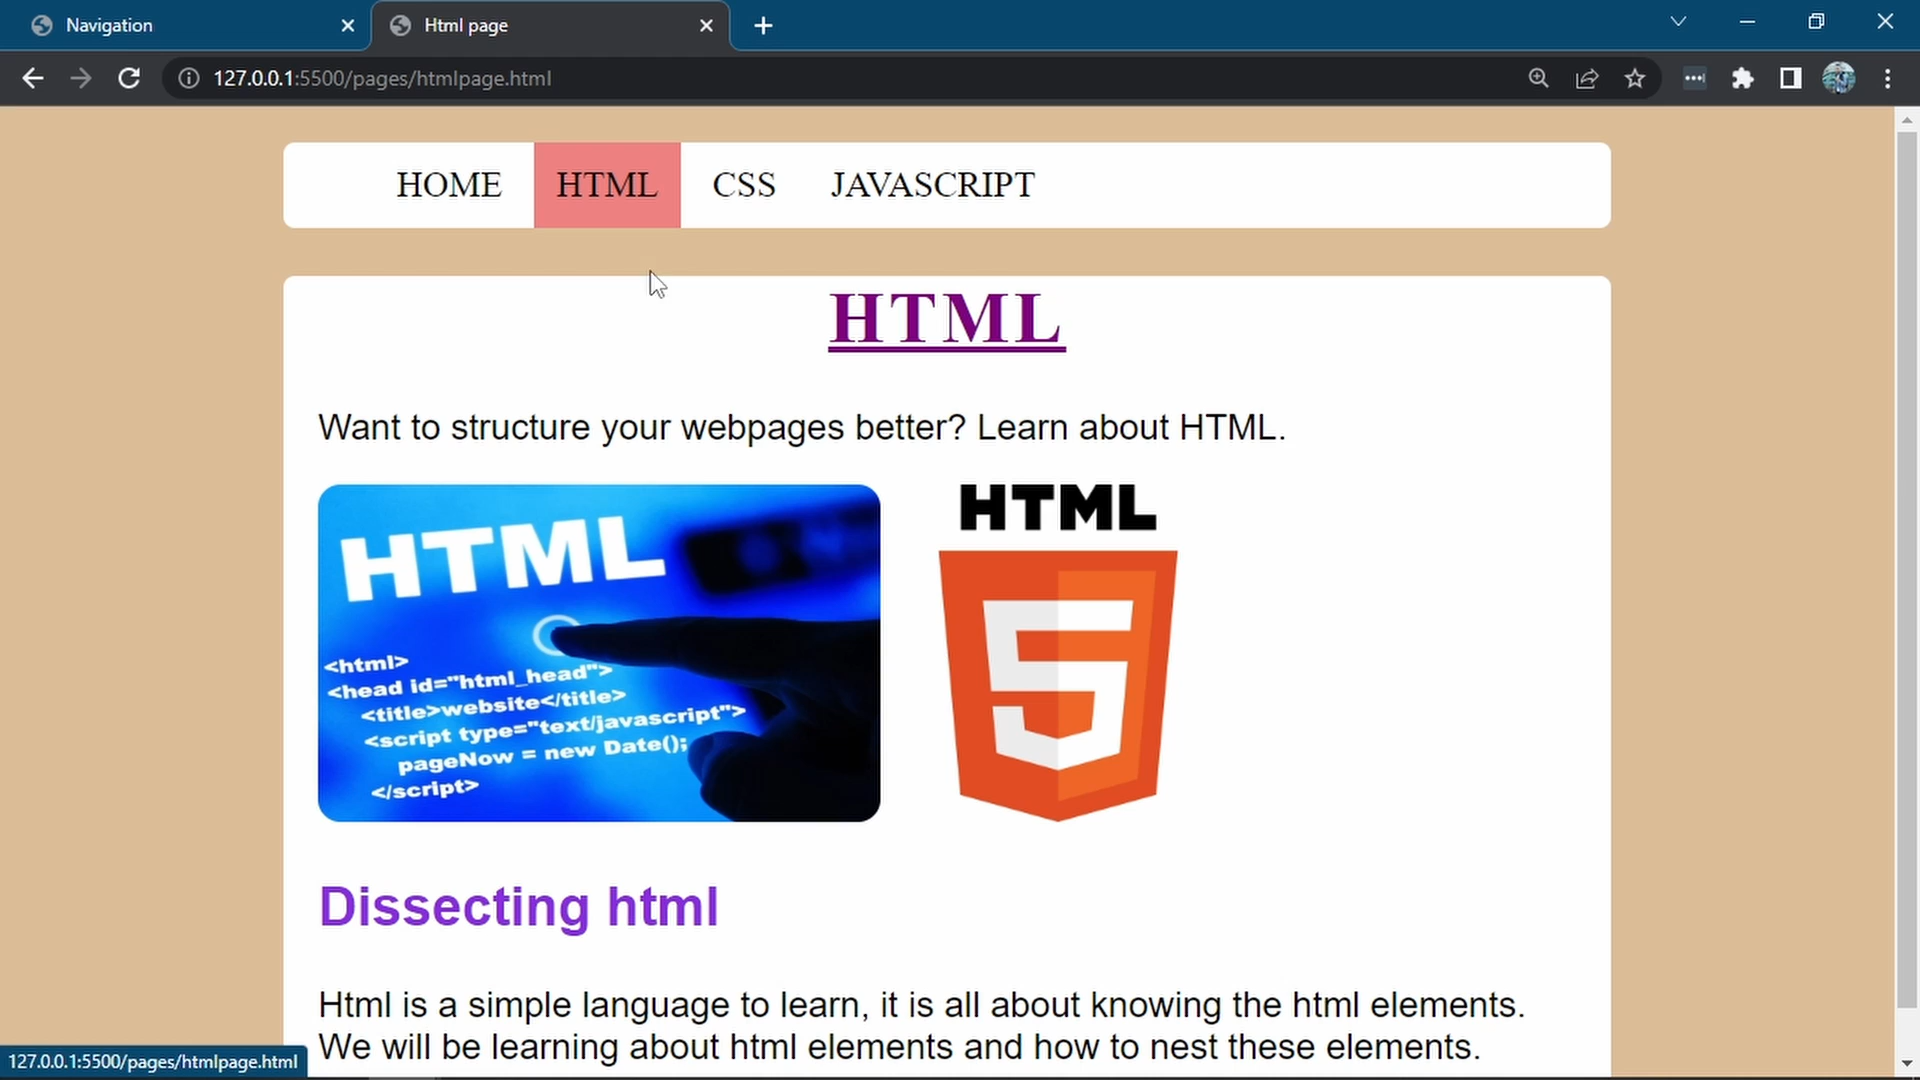 Navigation
Html page
127.0.0.1:5500/pages/htmlpage.html
HOME HTML CSS JAVASCRIPT
HTML
Want to structure your webpages better? Learn about HTML.
HTML
<html>
<head id="html_head">
<title>website</title>
<script type="text/javascript">
pageNow = new Date();
</script>
HTML
5
Dissecting html
Html is a simple language to learn, it is all about knowing the html elements.
We will be learning about html elements and how to nest these elements.
127.0.0.1:5500/pages/htmlpage.html